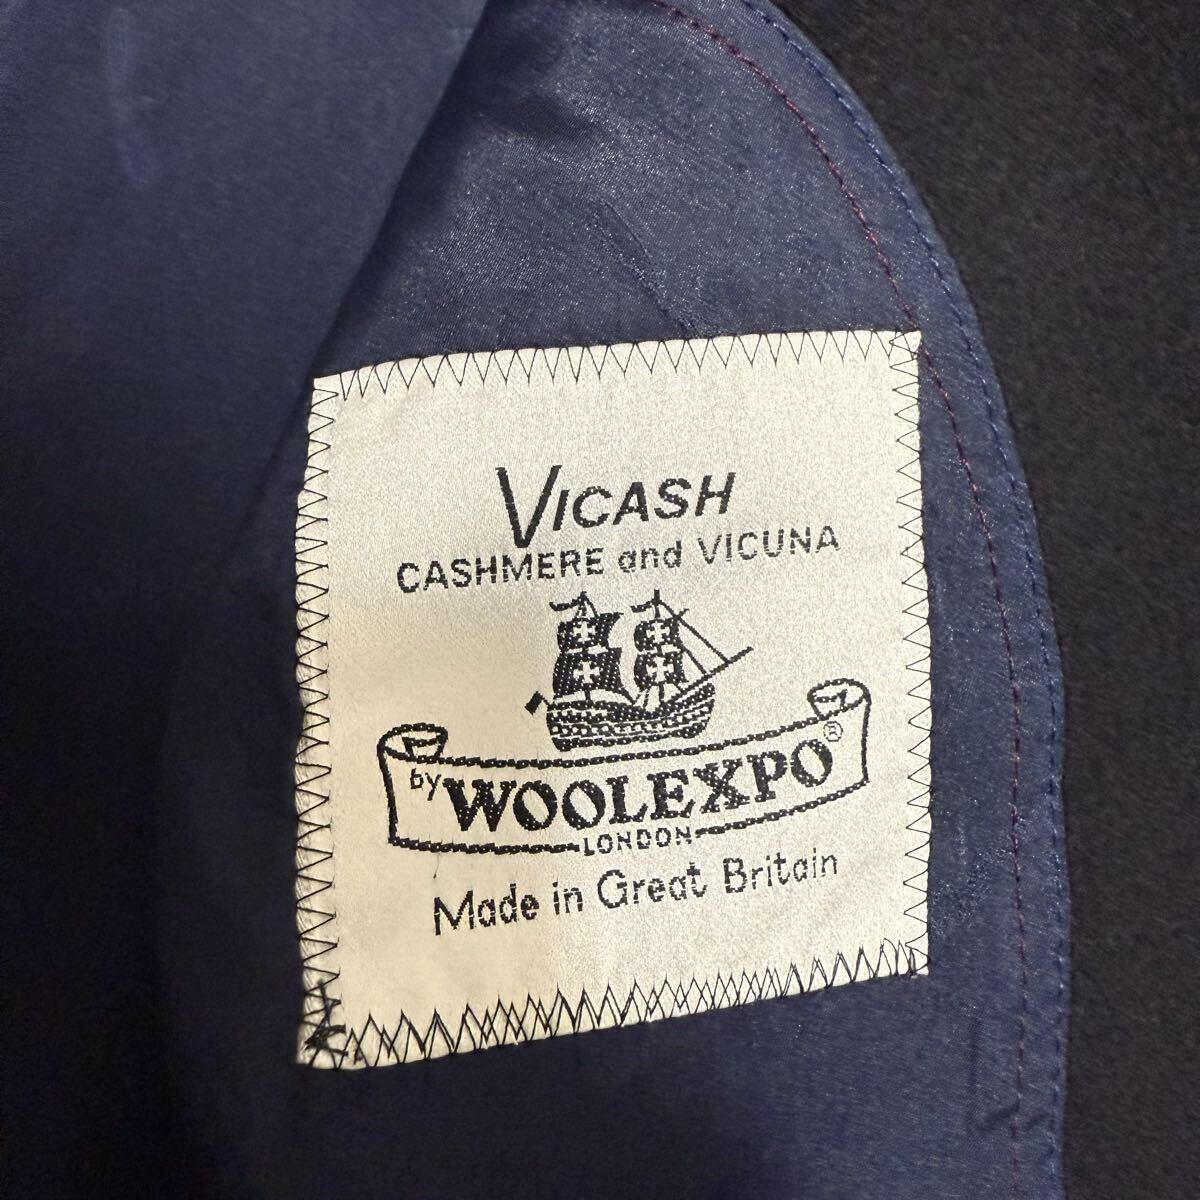 VICASH
CASHMERE and VICUNA
by WOOLEXPO®
LONDON
Made in Great Britain